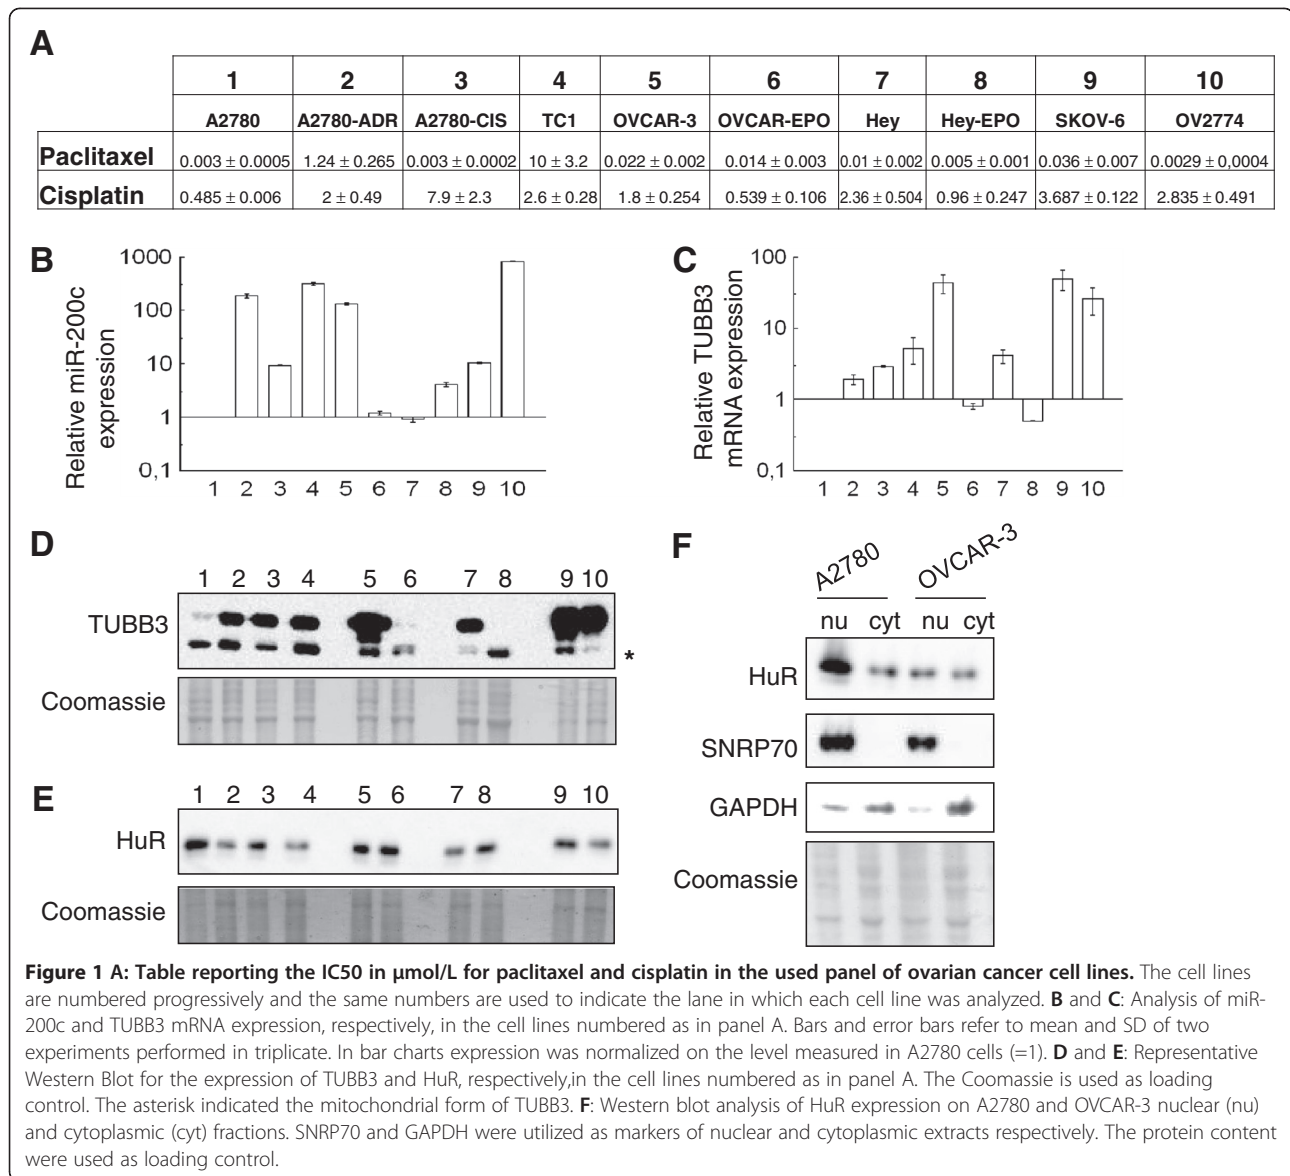 A
1 2 3 4 5 6 7 8 9 10
A2780 A2780-ADR A2780-CIS TC1 OVCAR-3 OVCAR-EPO Hey Hey-EPO SKOV-6 OV2774
Paclitaxel 0.003 ± 0.0005 1.24 ± 0.265 0.003 ± 0.0002 10 ± 3.2 0.022 ± 0.002 0.014 ± 0.003 0.01 ± 0.002 0.005 ± 0.001 0.036 ± 0.007 0.0029 ± 0,0004
Cisplatin 0.485 ± 0.006 2 ± 0.49 7.9 ± 2.3 2.6 ± 0.28 1.8 ± 0.254 0.539 ± 0.106 2.36 ± 0.504 0.96 ± 0.247 3.687 ± 0.122 2.835 ± 0.491
B
Relative miR-200c
expression
1000
100
10
1
0,1
1 2 3 4 5 6 7 8 9 10
C
Relative TUBB3
mRNA expression
100
10
1
0,1
1 2 3 4 5 6 7 8 9 10
D
1 2 3 4 5 6 7 8 9 10
TUBB3
*
Coomassie
E
1 2 3 4 5 6 7 8 9 10
HuR
Coomassie
F
A2780 OVCAR-3
nu cyt nu cyt
HuR
SNRP70
GAPDH
Coomassie
Figure 1 A: Table reporting the IC50 in μmol/L for paclitaxel and cisplatin in the used panel of ovarian cancer cell lines. The cell lines
are numbered progressively and the same numbers are used to indicate the lane in which each cell line was analyzed. B and C: Analysis of miR-
200c and TUBB3 mRNA expression, respectively, in the cell lines numbered as in panel A. Bars and error bars refer to mean and SD of two
experiments performed in triplicate. In bar charts expression was normalized on the level measured in A2780 cells (=1). D and E: Representative
Western Blot for the expression of TUBB3 and HuR, respectively,in the cell lines numbered as in panel A. The Coomassie is used as loading
control. The asterisk indicated the mitochondrial form of TUBB3. F: Western blot analysis of HuR expression on A2780 and OVCAR-3 nuclear (nu)
and cytoplasmic (cyt) fractions. SNRP70 and GAPDH were utilized as markers of nuclear and cytoplasmic extracts respectively. The protein content
were used as loading control.